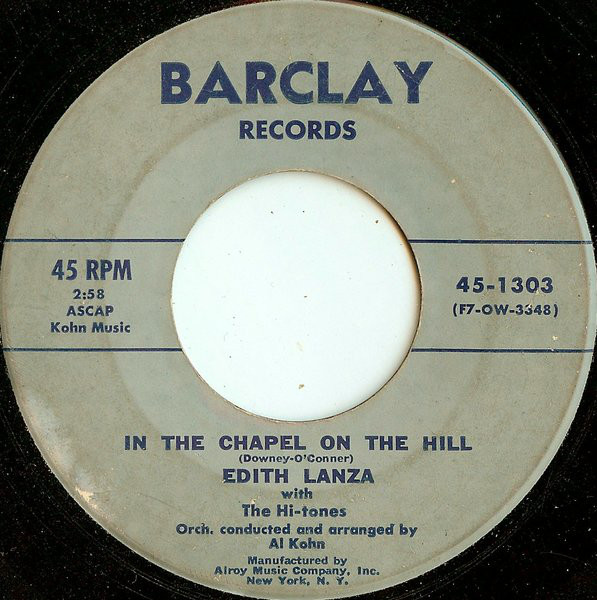 BARCLAY
RECORDS
45 RPM
2:58
ASCAP
Kohn Music
45-1303
(F7-OW-3348)
IN THE CHAPEL ON THE HILL
(Downey-O'Conner)
EDITH LANZA
with
The Hi-tones
Orch. conducted and arranged by
Al Kohn
Manufactured by
Alroy Music Company, Inc.
New York, N. Y.